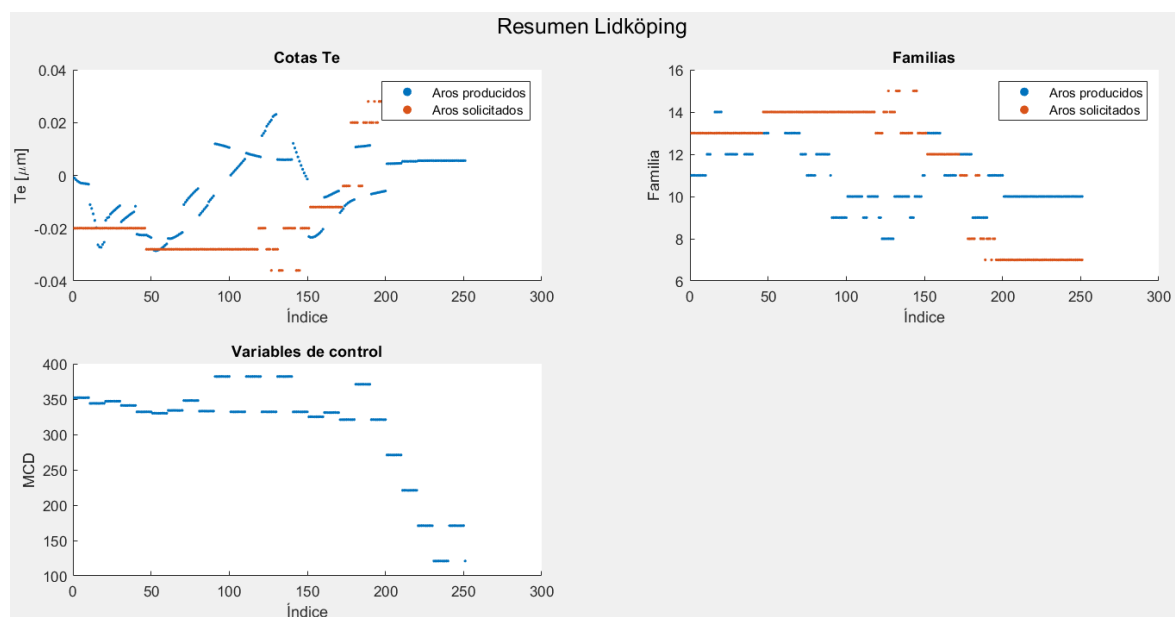 Resumen Lidköping
Cotas Te
0.04
0.02
0
-0.02
-0.04
Te [μm]
0 50 100 150 200 250 300
Índice
Aros producidos
Aros solicitados
Familias
16
14
12
10
8
6
Familia
0 50 100 150 200 250 300
Índice
Aros producidos
Aros solicitados
Variables de control
400
350
300
250
200
150
100
MCD
0 50 100 150 200 250 300
Índice